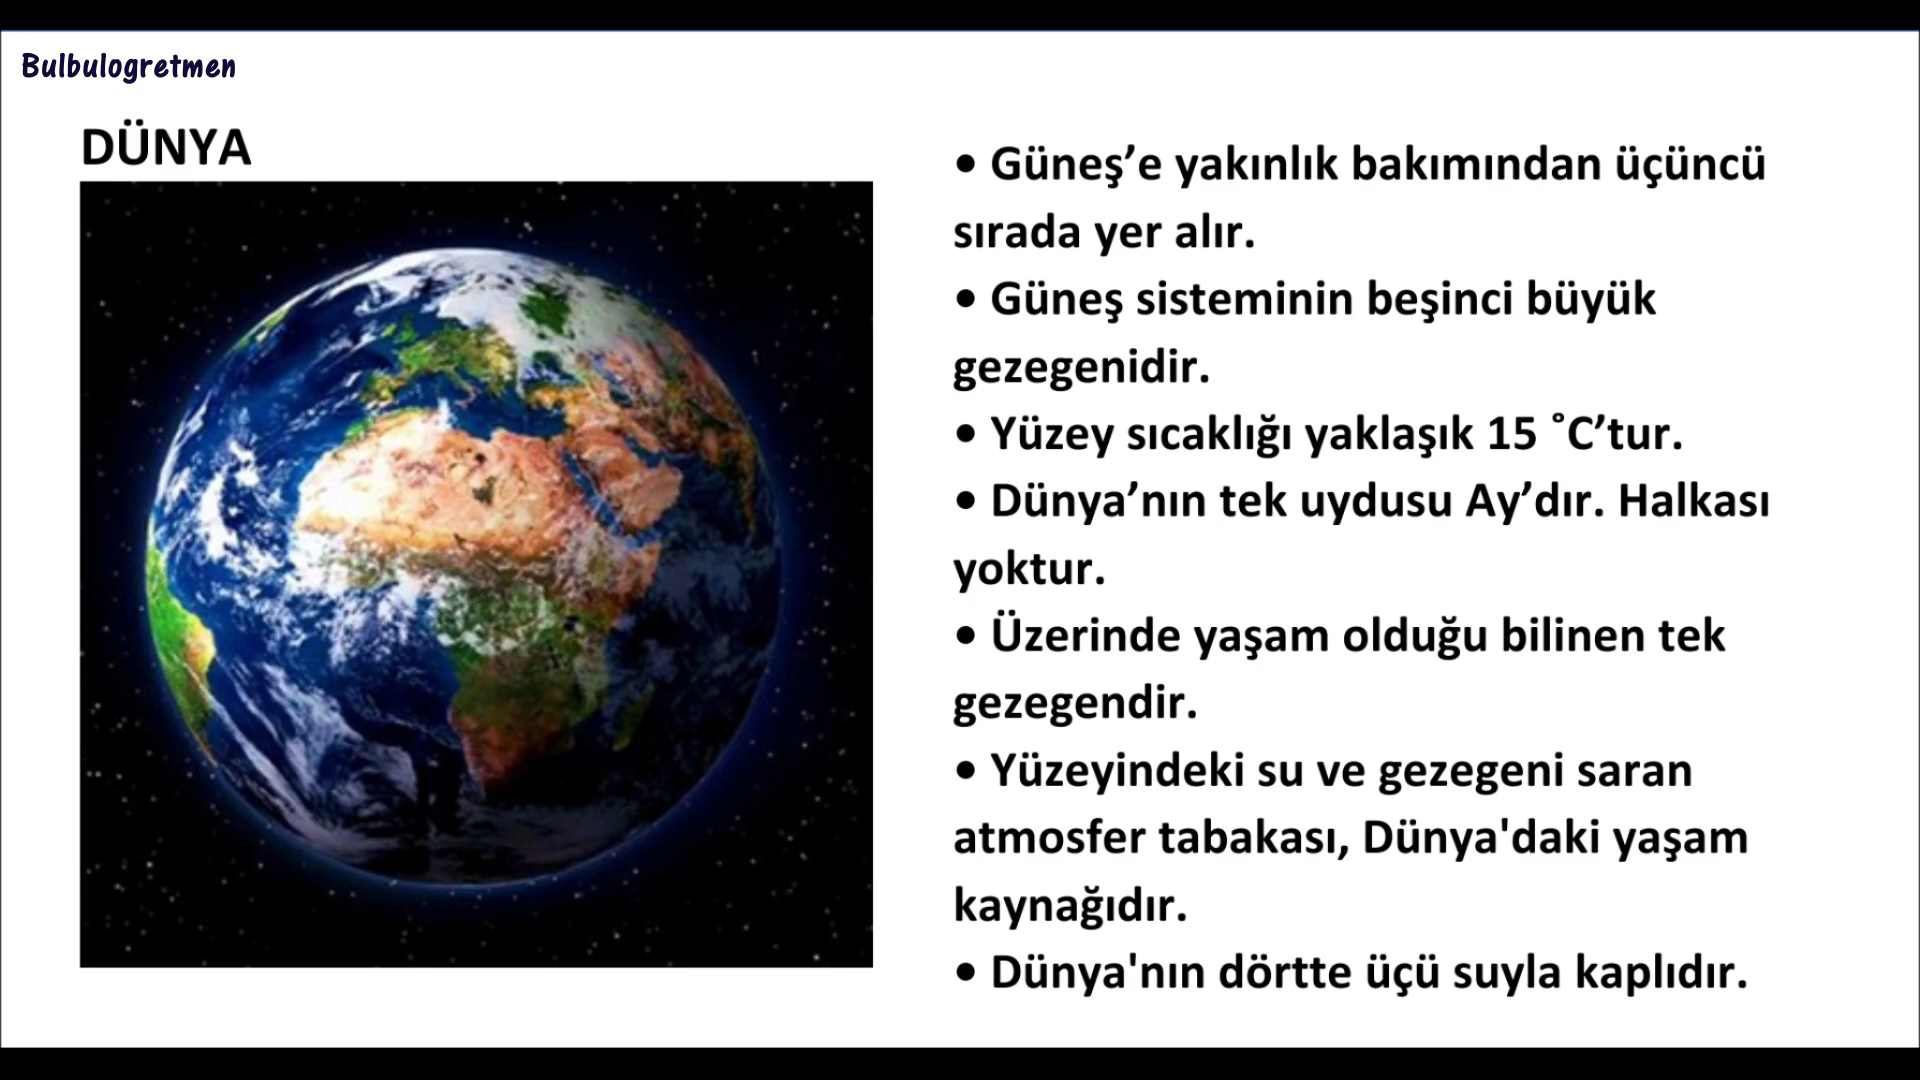 Bulbulogretmen
DÜNYA
• Güneş’e yakınlık bakımından üçüncü
sırada yer alır.
• Güneş sisteminin beşinci büyük
gezegenidir.
• Yüzey sıcaklığı yaklaşık 15 ˚C’tur.
• Dünya’nın tek uydusu Ay’dır. Halkası
yoktur.
• Üzerinde yaşam olduğu bilinen tek
gezegendir.
• Yüzeyindeki su ve gezegeni saran
atmosfer tabakası, Dünya'daki yaşam
kaynağıdır.
• Dünya'nın dörtte üçü suyla kaplıdır.